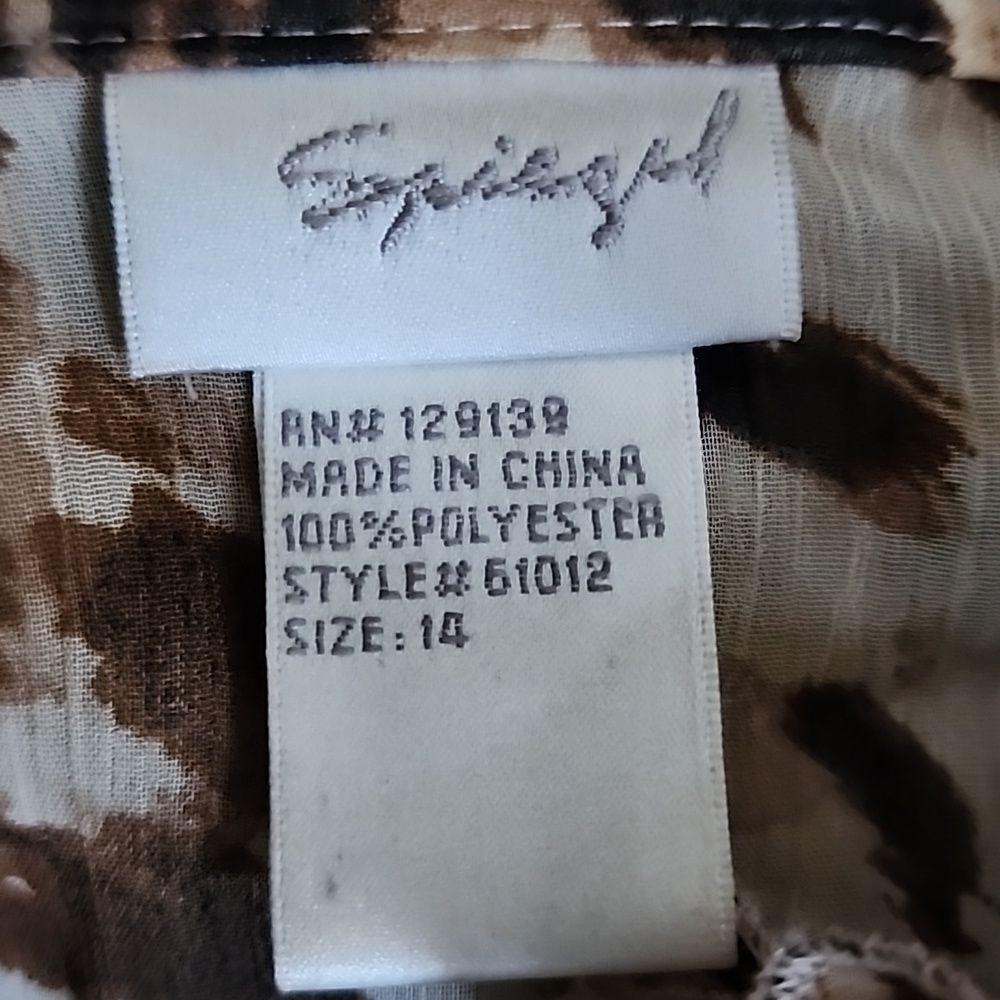 Spiegel
RN# 129139
MADE IN CHINA
100%POLYESTER
STYLE# 61012
SIZE: 14